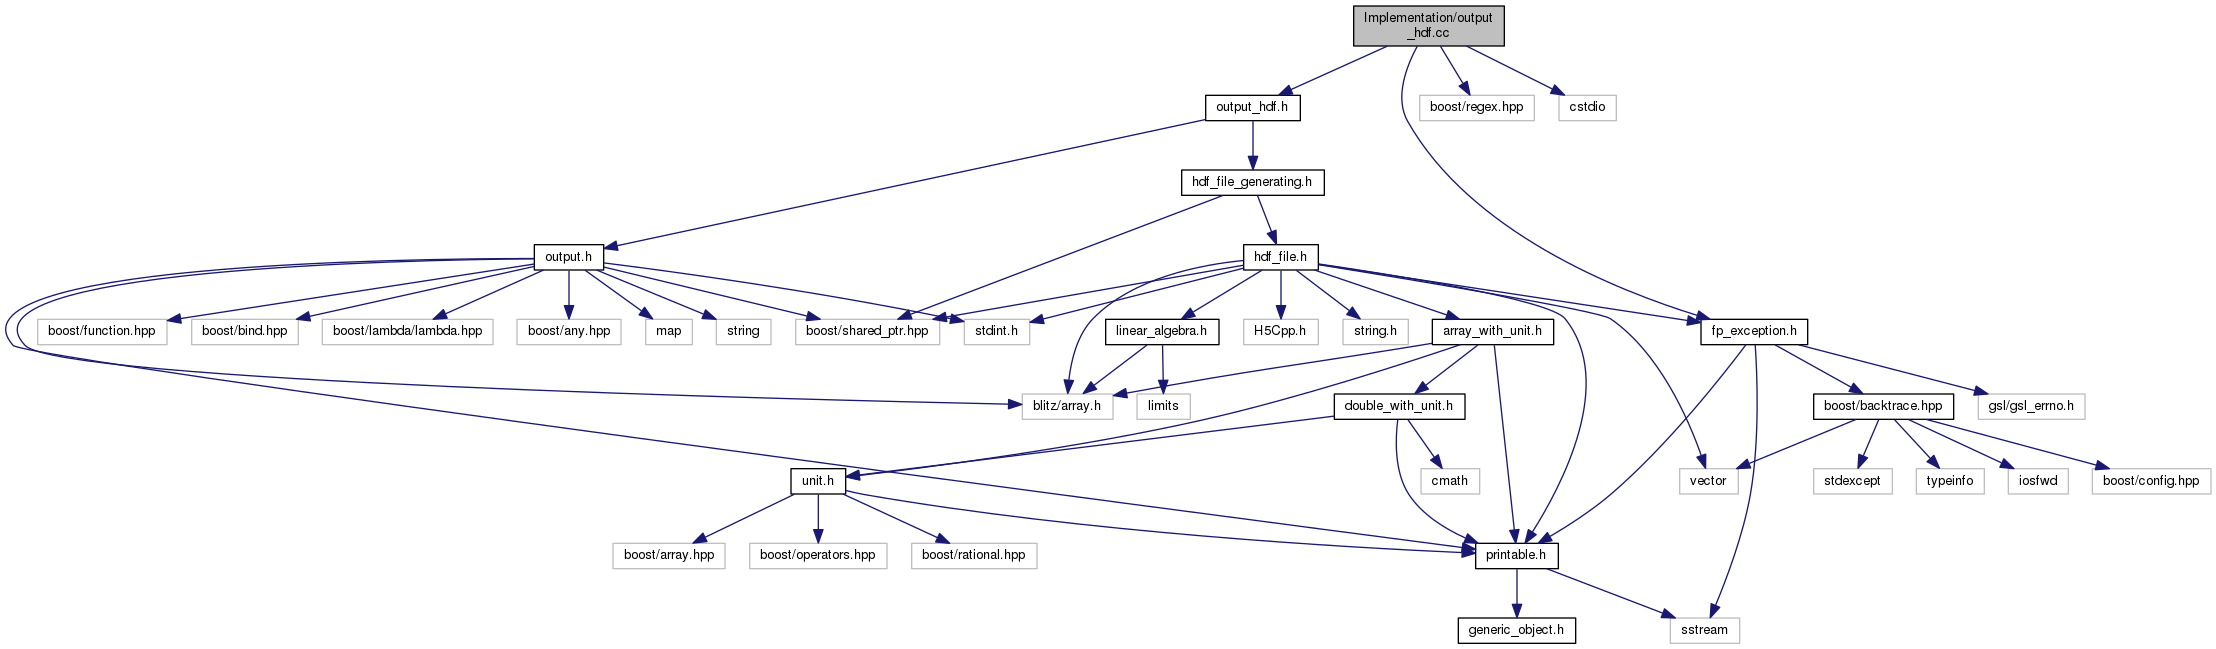 Implementation/output
_hdf.cc
output_hdf.h
boost/regex.hpp
cstdio
hdf_file_generating.h
output.h
hdf_file.h
boost/function.hpp
boost/bind.hpp
boost/lambda/lambda.hpp
boost/any.hpp
map
string
boost/shared_ptr.hpp
stdint.h
linear_algebra.h
H5Cpp.h
string.h
array_with_unit.h
fp_exception.h
blitz/array.h
limits
double_with_unit.h
boost/backtrace.hpp
gsl/gsl_errno.h
unit.h
cmath
vector
stdexcept
typeinfo
iosfwd
boost/config.hpp
boost/array.hpp
boost/operators.hpp
boost/rational.hpp
printable.h
generic_object.h
sstream